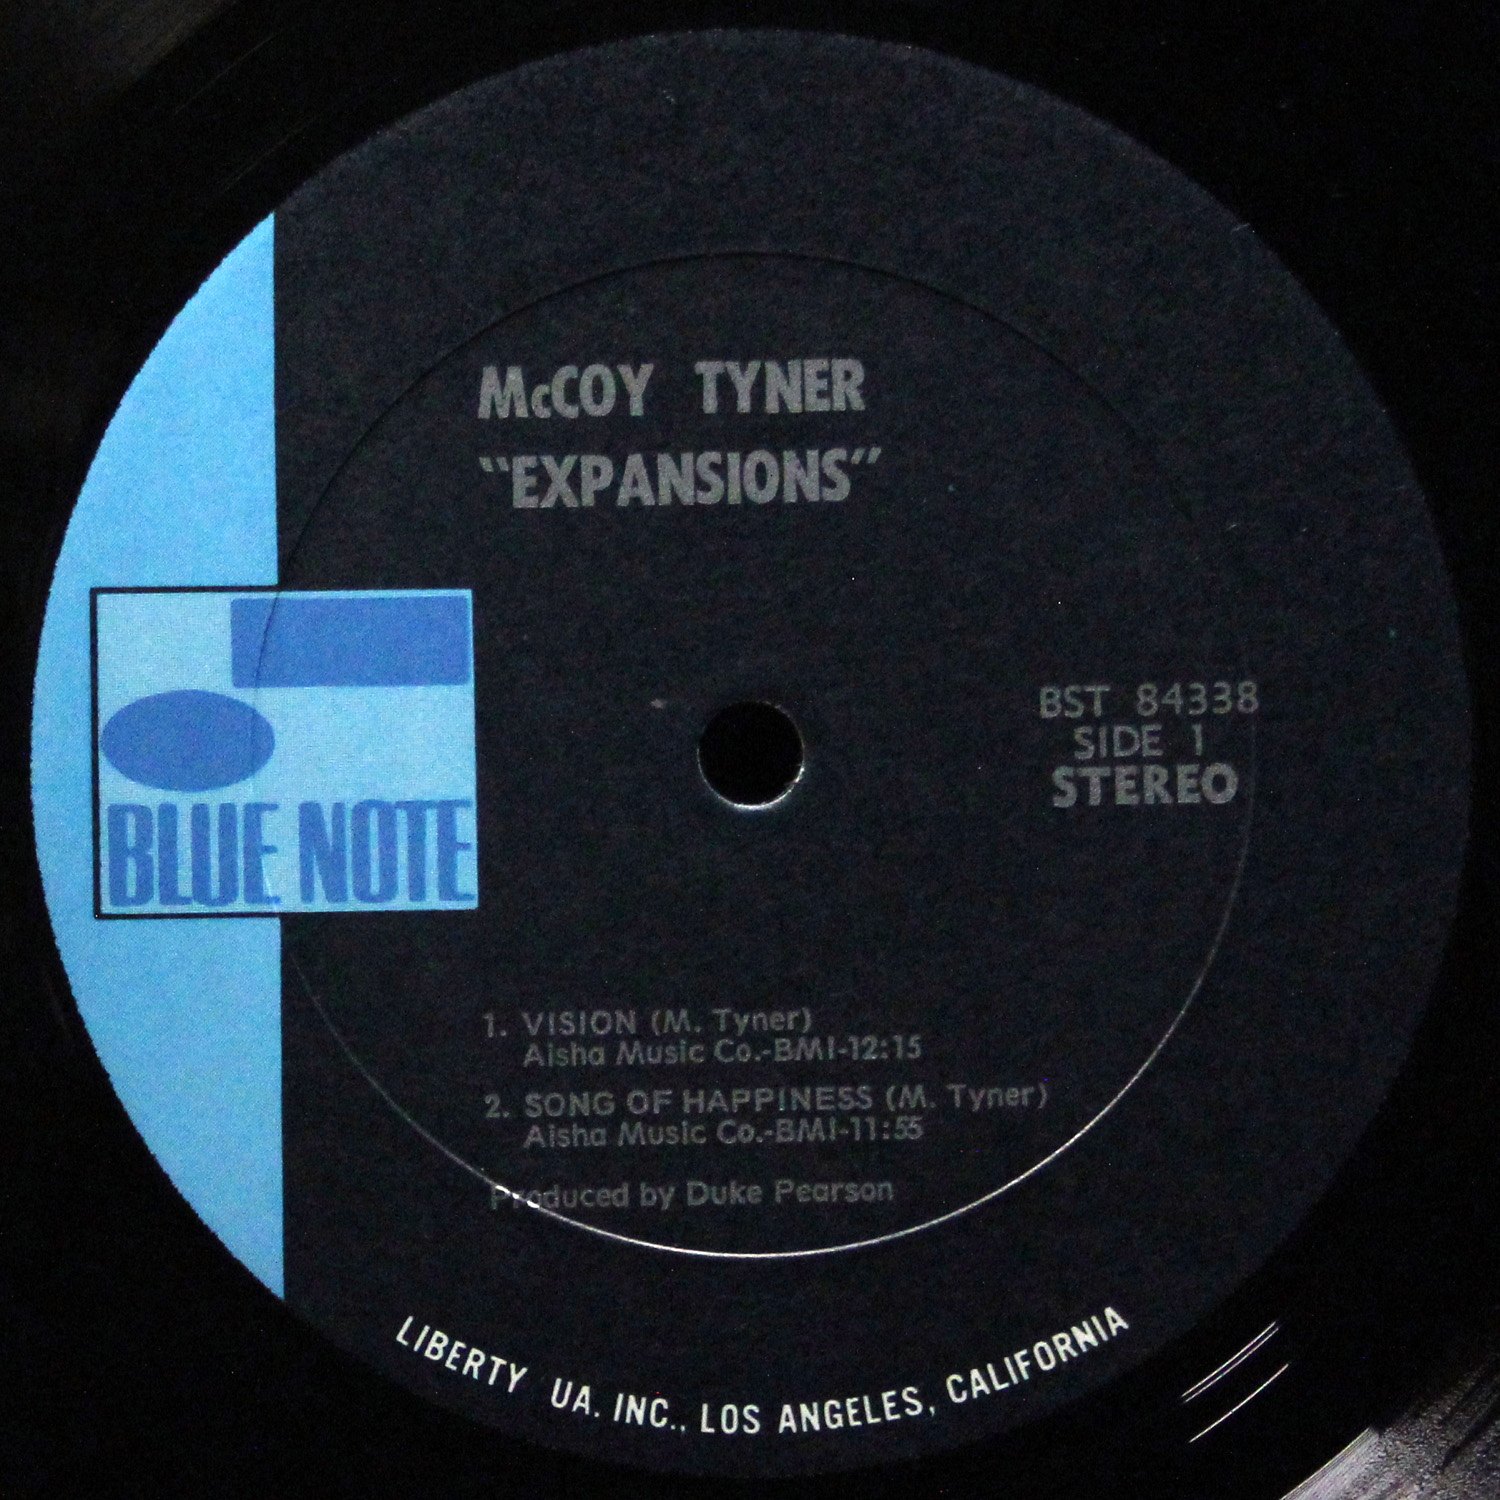 McCOY TYNER
"EXPANSIONS"
BLUE NOTE
BST 84338
SIDE 1
STEREO
1. VISION (M. Tyner)
Aisha Music Co.-BMI-12:15
2. SONG OF HAPPINESS (M. Tyner)
Aisha Music Co.-BMI-11:55
Produced by Duke Pearson
LIBERTY UA. INC., LOS ANGELES, CALIFORNIA